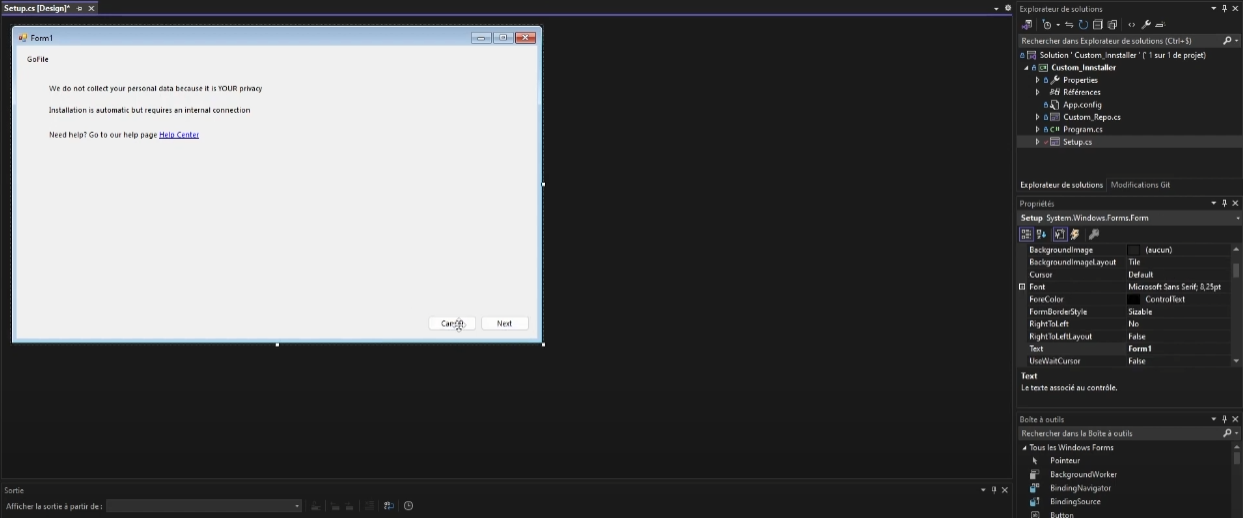 Setup.cs [Design]*
Form1
GoFile
We do not collect your personal data because it is YOUR privacy
Installation is automatic but requires an internal connection
Need help? Go to our help page Help Center
Next
Sortie
Afficher la sortie à partir de :
Explorateur de solutions
Rechercher dans Explorateur de solutions (Ctrl+$)
Solution ' Custom_Innstaller ' (' 1 sur 1 de projet)
Custom_Innstaller
Properties
Références
App.config
Custom_Repo.cs
C# Program.cs
Setup.cs
Explorateur de solutions Modifications Git
Propriétés
Setup System.Windows.Forms.Form
BackgroundImage (aucun)
BackgroundImageLayout Tile
Cursor Default
Font Microsoft Sans Serif; 8,25pt
ForeColor ControlText
FormBorderStyle Sizable
RightToLeft No
RightToLeftLayout False
Text Form1
UseWaitCursor False
Text
Le texte associé au contrôle.
Boîte à outils
Rechercher dans la Boîte à outils
Tous les Windows Forms
Pointeur
BackgroundWorker
BindingNavigator
BindingSource
Button